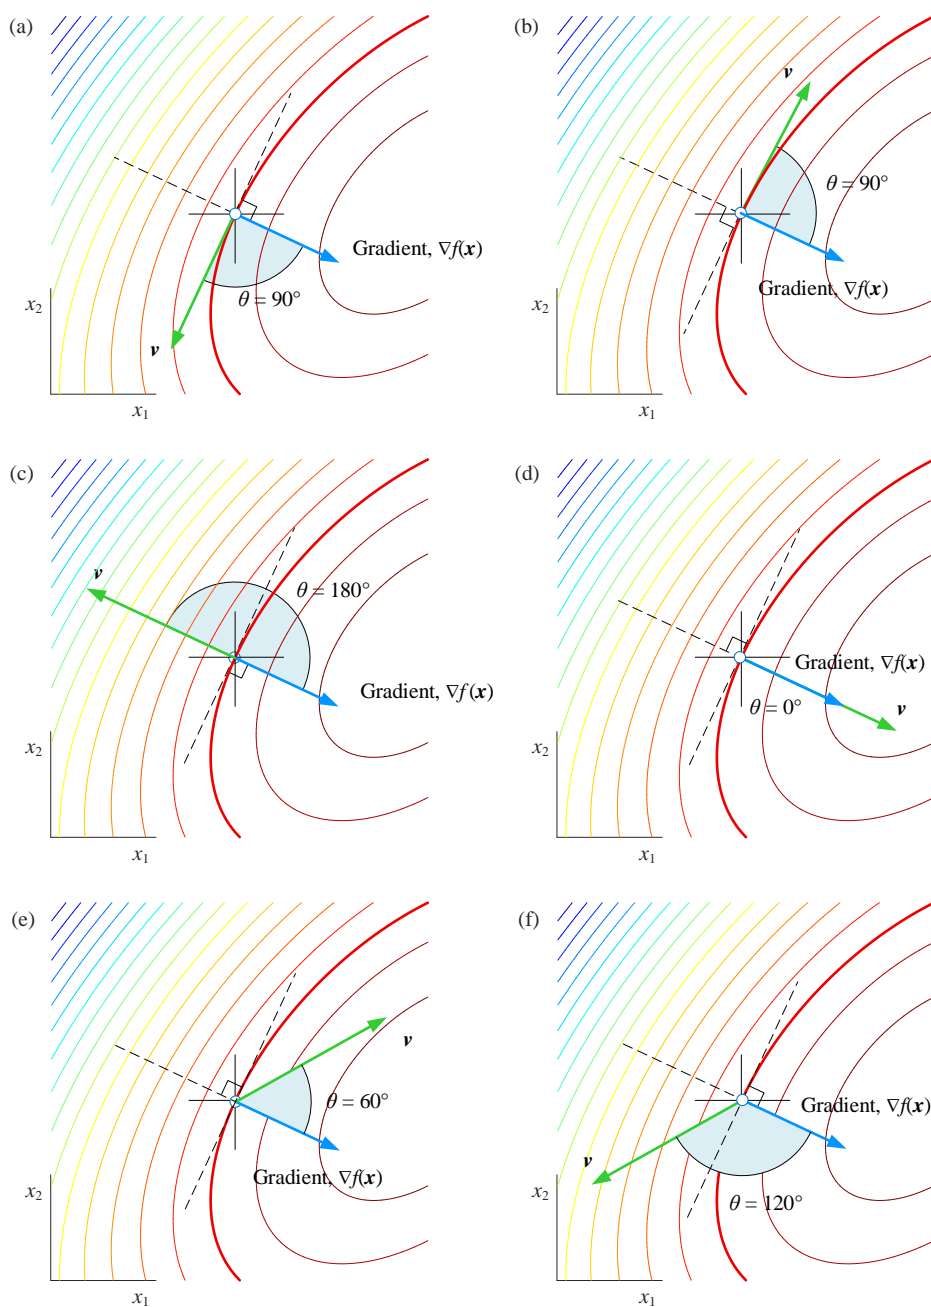 (a)
Gradient, ∇f(x)
θ = 90°
v
x2
x1
(b)
v
θ = 90°
Gradient, ∇f(x)
x2
x1
(c)
v
θ = 180°
Gradient, ∇f(x)
x2
x1
(d)
Gradient, ∇f(x)
θ = 0°
v
x2
x1
(e)
v
θ = 60°
Gradient, ∇f(x)
x2
x1
(f)
Gradient, ∇f(x)
v
θ = 120°
x2
x1